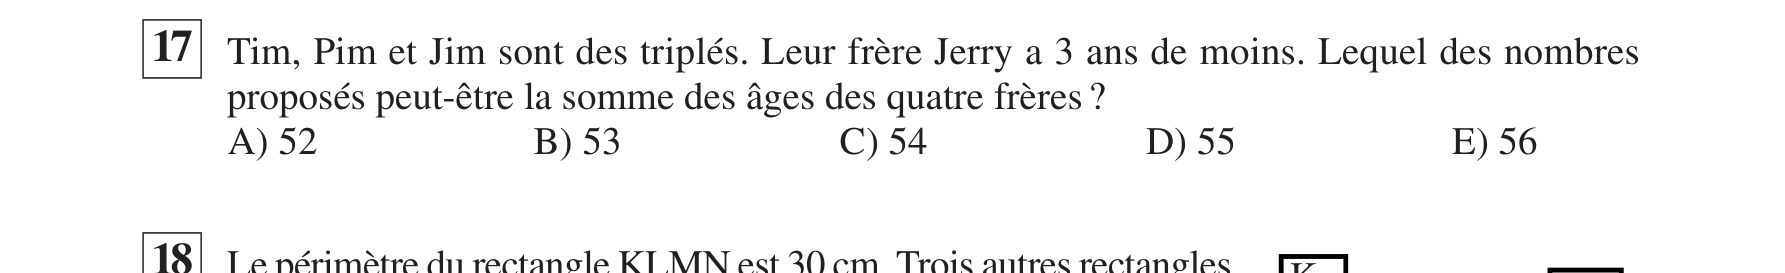 17 Tim, Pim et Jim sont des triplés. Leur frère Jerry a 3 ans de moins. Lequel des nombres
proposés peut-être la somme des âges des quatre frères ?
A) 52 B) 53 C) 54 D) 55 E) 56
18 Le périmètre du rectangle KLMN est 30 cm. Trois autres rectangles
K